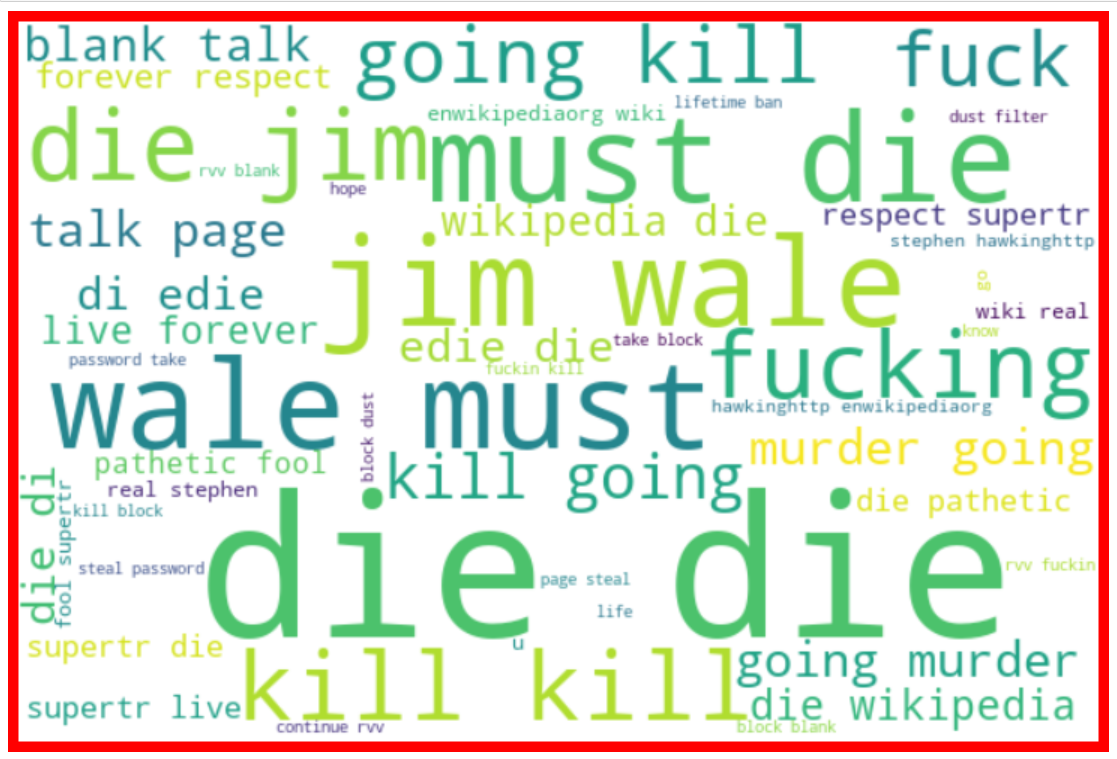 blank talk
going kill
fuck
forever respect
lifetime ban
enwikipediaorg wiki
dust filter
die jim
must die
rvv blank
hope
talk page
wikipedia die
respect supertr
stephen hawkinghttp
jim wale
go
di edie
wiki real
live forever
know
edie die
take block
fucking
password take
fuckin kill
wale must
hawkinghttp enwikipediaorg
block dust
murder going
pathetic fool
kill going
die di
real stephen
fool supertr
die pathetic
kill block
die die
steal password
rvv fuckin
page steal
life
supertr die
u
kill kill
going murder
supertr live
die wikipedia
continue rvv
block blank